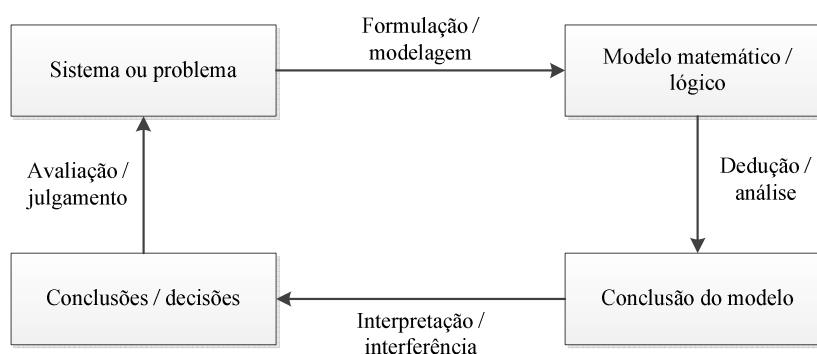 Formulação /
modelagem
Sistema ou problema
Modelo matemático /
lógico
Avaliação /
julgamento
Dedução /
análise
Conclusões / decisões
Conclusão do modelo
Interpretação /
interferência